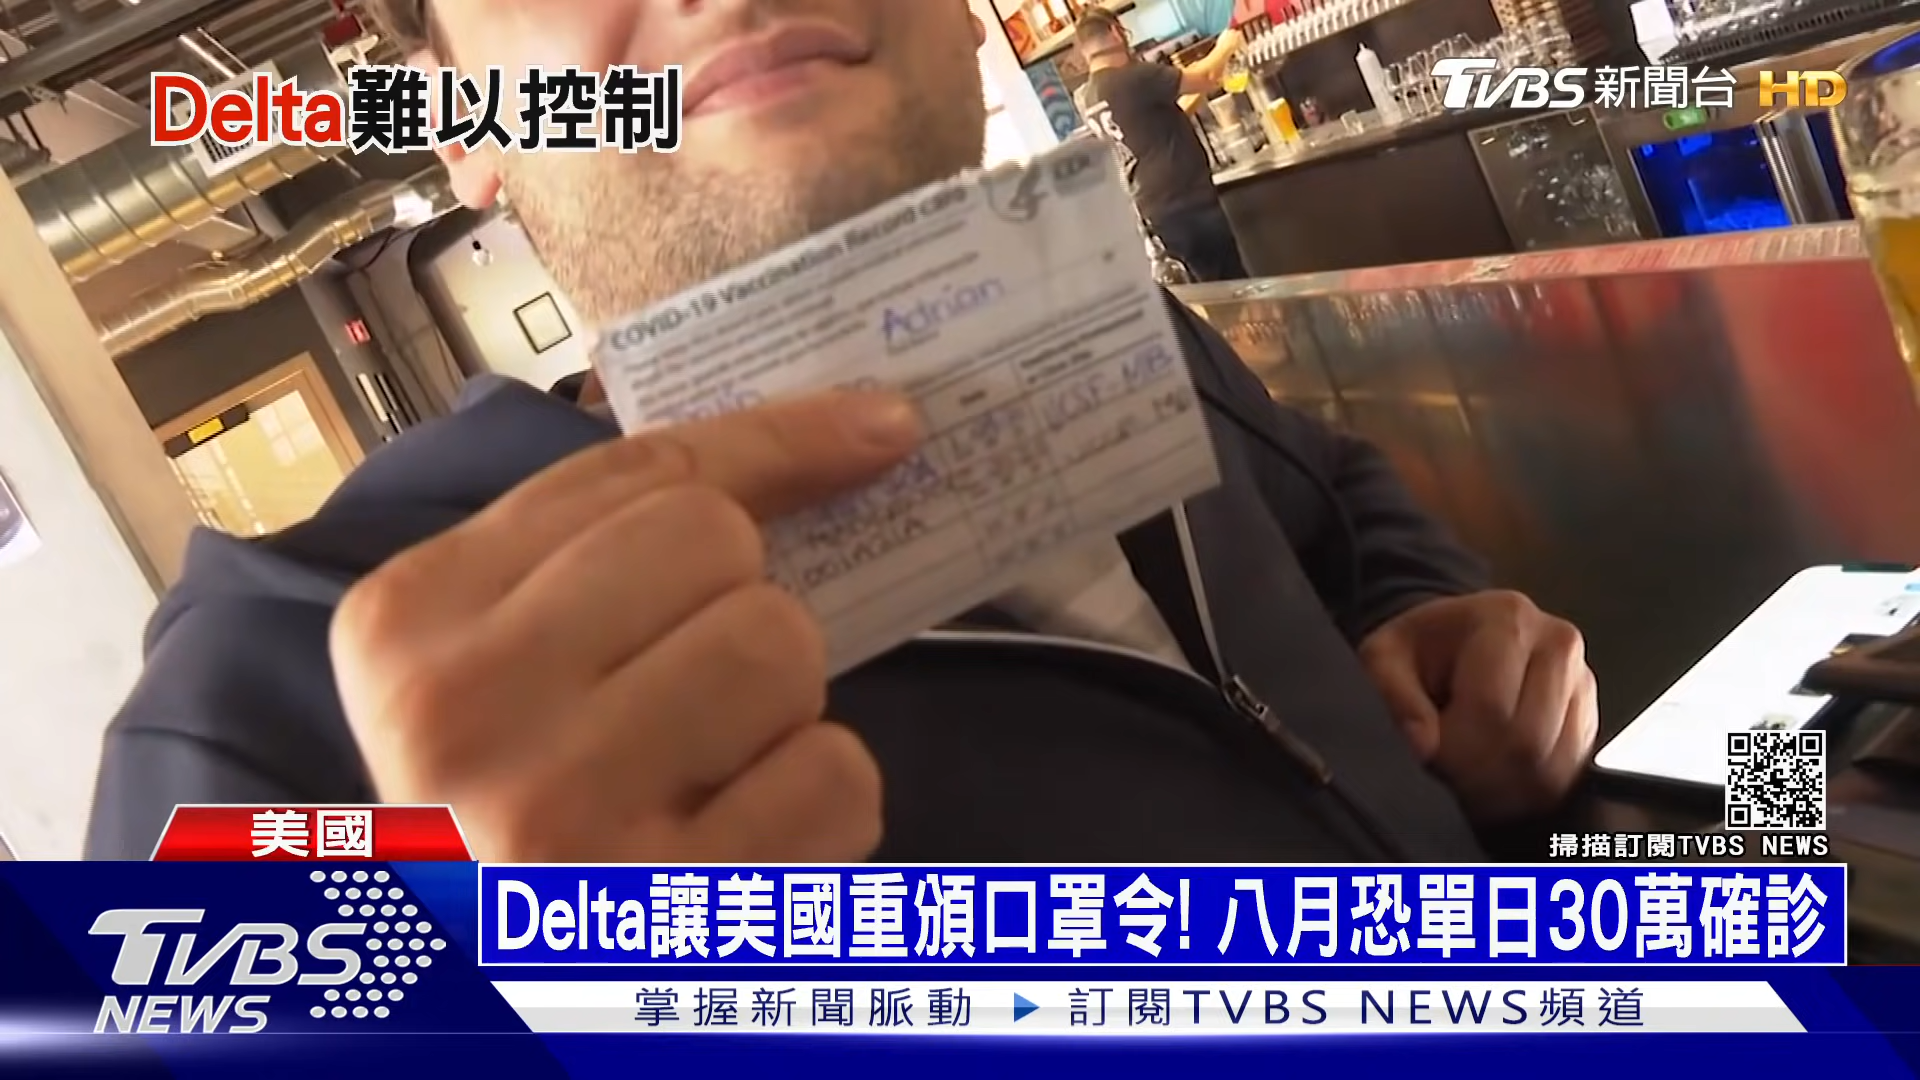 Delta難以控制
TVBS新聞台 HD
COVID-19 Vaccination Record Card
CDC
Adrian
美國
掃描訂閱TVBS NEWS
Delta讓美國重頒口罩令! 八月恐單日30萬確診
TVBS
NEWS
掌握新聞脈動 ▶ 訂閱TVBS NEWS頻道